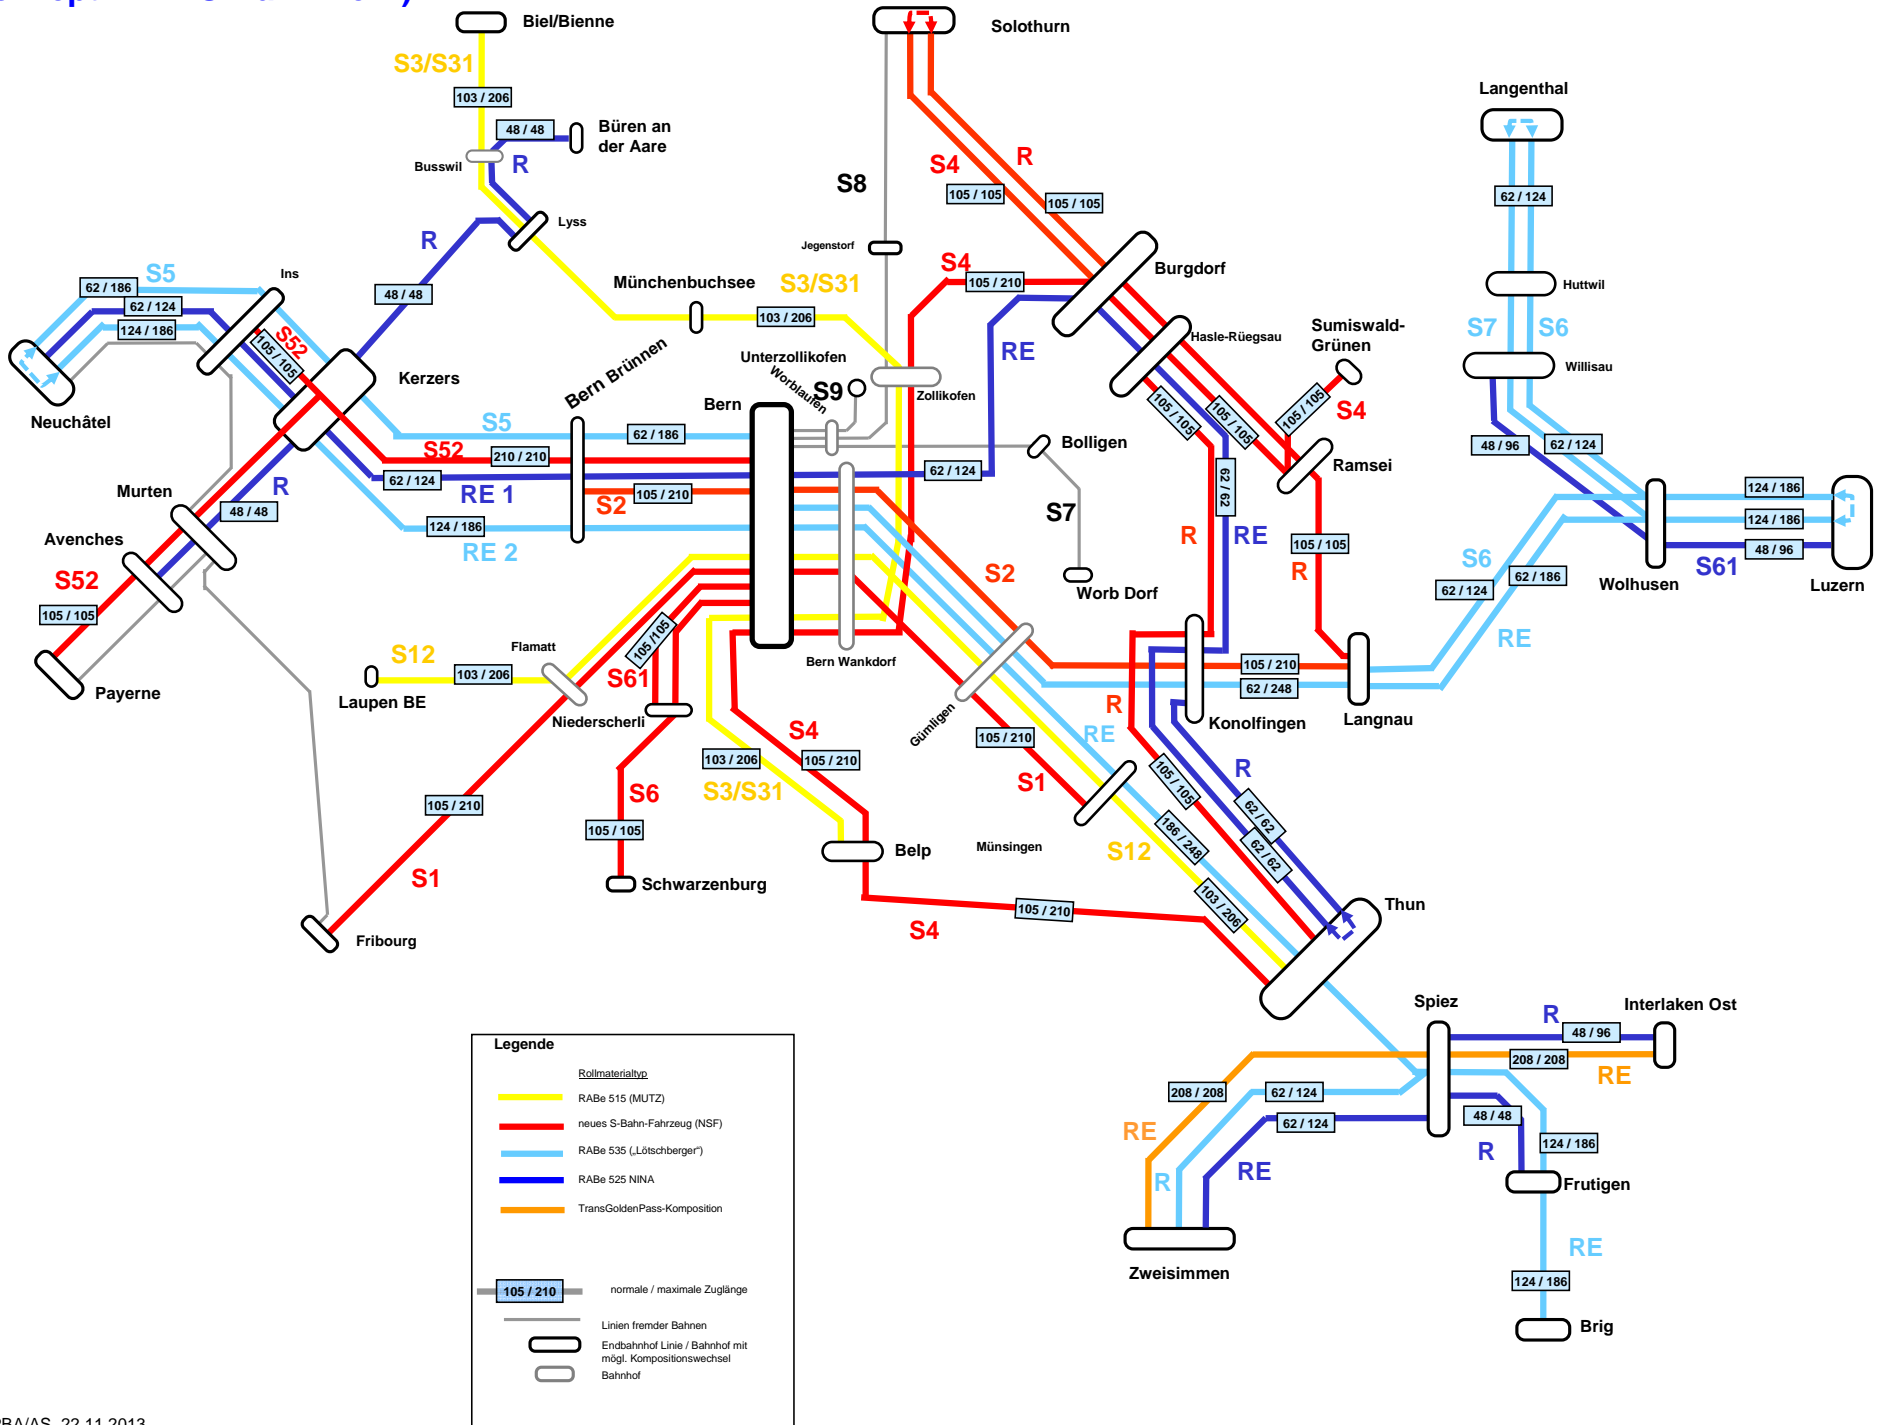 Biel/Bienne
Solothurn
S3/S31
103 / 206
Langenthal
48 / 48
Büren an
der Aare
Busswil
R
S4
R
S8
105 / 105
105 / 105
62 / 124
Lyss
R
Jegenstorf
S5
Ins
Münchenbuchsee
S3/S31
S4
105 / 210
Burgdorf
Huttwil
62 / 186
62 / 124
124 / 186
48 / 48
103 / 206
S52
105 / 105
Sumiswald-
Grünen
Hasle-Rüegsau
S7
S6
RE
Unterzollikofen
Willisau
Kerzers
Bern Brünnen
Worblaufen
S9
Zollikofen
Neuchâtel
Bern
105 / 105
105 / 105
105 / 105
S4
S5
62 / 186
Bolligen
48 / 96
62 / 124
S52
210 / 210
Ramsei
62 / 124
RE 1
62 / 124
62 / 62
Murten
R
S2
105 / 210
124 / 186
48 / 48
S7
124 / 186
Avenches
124 / 186
RE 2
R
RE
105 / 105
S52
S6
48 / 96
S61
R
S2
62 / 186
Wolhusen
Luzern
105 / 105
62 / 124
Worb Dorf
RE
Flamatt
105 /105
S12
103 / 206
Bern Wankdorf
105 / 210
S61
62 / 248
Payerne
Laupen BE
R
Niederscherli
Konolfingen
Langnau
Gümligen
S4
105 / 210
RE
103 / 206
105 / 210
R
S6
S3/S31
S1
105 / 105
105 / 210
62 / 62
105 / 105
186 / 248
62 / 62
Belp
Münsingen
S12
S1
Schwarzenburg
103 / 206
Thun
105 / 210
Fribourg
S4
Spiez
Interlaken Ost
R
48 / 96
208 / 208
RE
208 / 208
62 / 124
48 / 48
RE
62 / 124
124 / 186
R
R
RE
Frutigen
RE
Zweisimmen
124 / 186
Brig
Legende
Rollmaterialtyp
RABe 515 (MUTZ)
neues S-Bahn-Fahrzeug (NSF)
RABe 535 („Lötschberger“)
RABe 525 NINA
TransGoldenPass-Komposition
105 / 210
normale / maximale Zuglänge
Linien fremder Bahnen
Endbahnhof Linie / Bahnhof mit
mögl. Kompositionswechsel
Bahnhof